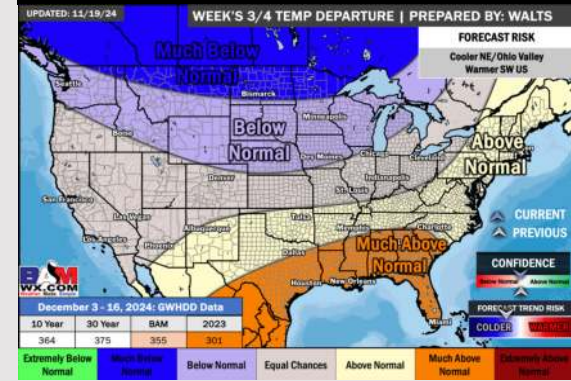 UPDATED: 11/19/24
WEEK'S 3/4 TEMP DEPARTURE | PREPARED BY: WALTS
FORECAST RISK
Cooler NE/Ohio Valley
Warmer SW US
Much Below
Normal
Seattle
Bismarck
Minneapolis
Below
Normal
Boise
Des Moines
Chicago
Cleveland
Above
Normal
Denver
Indianapolis
St. Louis
San Francisco
Las Vegas
Los Angeles
Phoenix
Albuquerque
Tulsa
Memphis
Charlotte
Dallas
Much Above
Normal
Houston
New Orleans
Miami
CURRENT
PREVIOUS
CONFIDENCE
Below Normal
Above Normal
FORECAST TREND RISK
COLDER
WARMER
BAM
WX.COM
December 3 - 16, 2024: GWHDD Data
10 Year 30 Year BAM 2023
364 375 355 301
Extremely Below Normal
Much Below Normal
Below Normal
Equal Chances
Above Normal
Much Above Normal
Extremely Above Normal